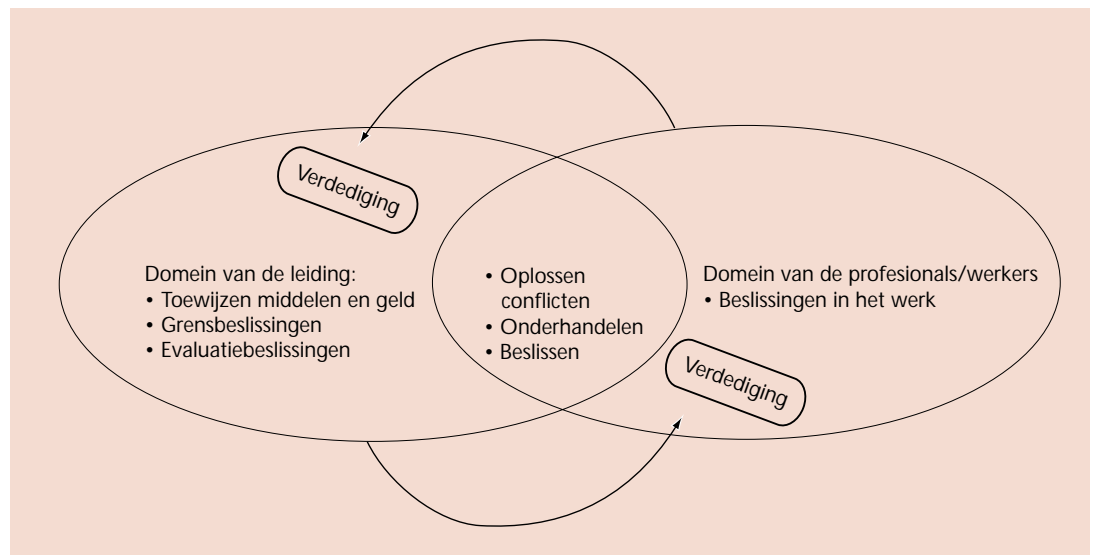 Verdediging
Domein van de leiding:
• Toewijzen middelen en geld
• Grensbeslissingen
• Evaluatiebeslissingen
• Oplossen
conflicten
• Onderhandelen
• Beslissen
Domein van de profesionals/werkers
• Beslissingen in het werk
Verdediging